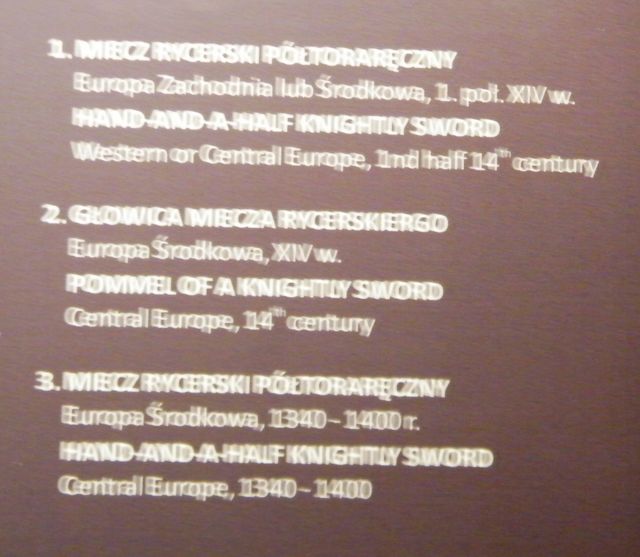 1. MIECZ RYCERSKI PÓŁTORARĘCZNY
Europa Zachodnia lub Środkowa, 1. poł. XIV w.
HAND-AND-A-HALF KNIGHTLY SWORD
Western or Central Europe, 1nd half 14th century
2. GŁOWICA MIECZA RYCERSKIEGO
Europa Środkowa, XIV w.
POMMEL OF A KNIGHTLY SWORD
Central Europe, 14th century
3. MIECZ RYCERSKI PÓŁTORARĘCZNY
Europa Środkowa, 1340–1400 r.
HAND-AND-A-HALF KNIGHTLY SWORD
Central Europe, 1340–1400